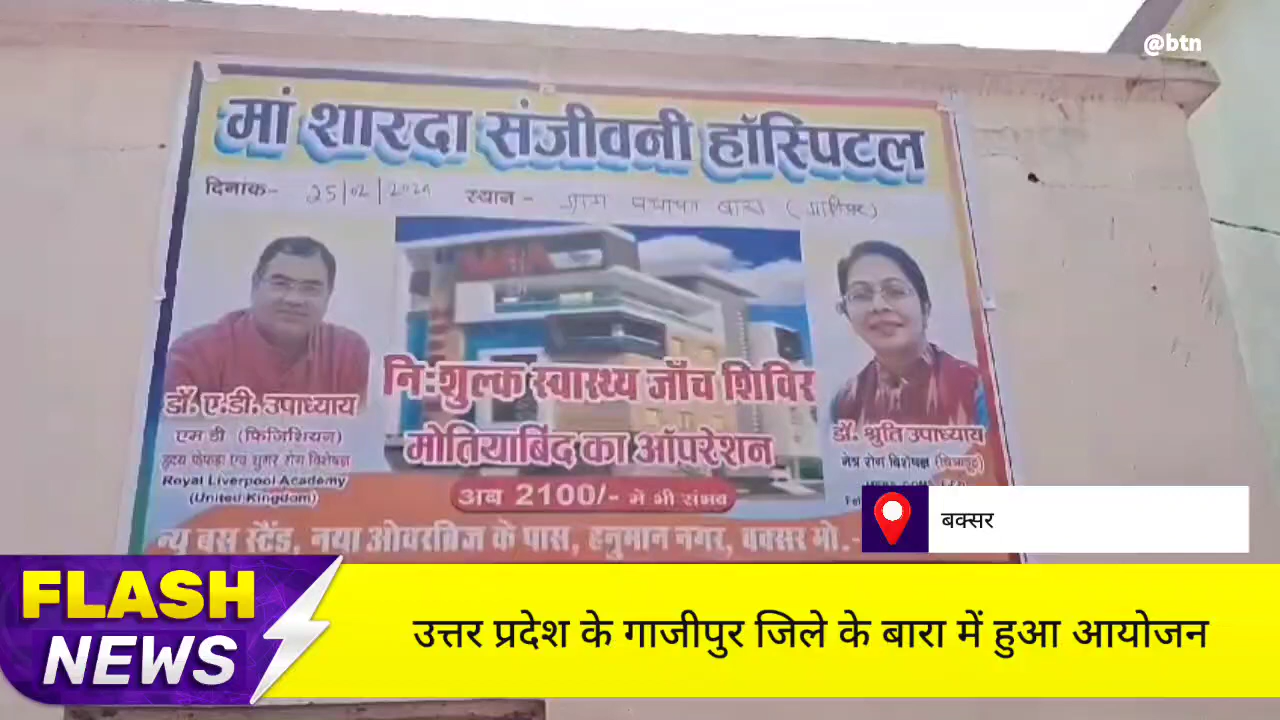 @btn
मां शारदा संजीवनी हॉस्पिटल
दिनांक- 25/02/2024 स्थान - ग्राम बारा
डॉ. ए.डी. उपाध्याय
एम डी (फिजिशियन)
हृदय फेफड़ा एवं शुगर रोग विशेषज्ञ
Royal Liverpool Academy
(United Kingdom)
निःशुल्क स्वास्थ्य जाँच शिविर
मोतियाबिंद का ऑपरेशन
अब 2100/- में भी संभव
डॉ. श्रुति उपाध्याय
नेत्र रोग विशेषज्ञ (चित्रकूट)
न्यू बस स्टैंड, नया ओवरब्रिज के पास, हनुमान नगर, बक्सर मो.-
बक्सर
FLASH NEWS
उत्तर प्रदेश के गाजीपुर जिले के बारा में हुआ आयोजन